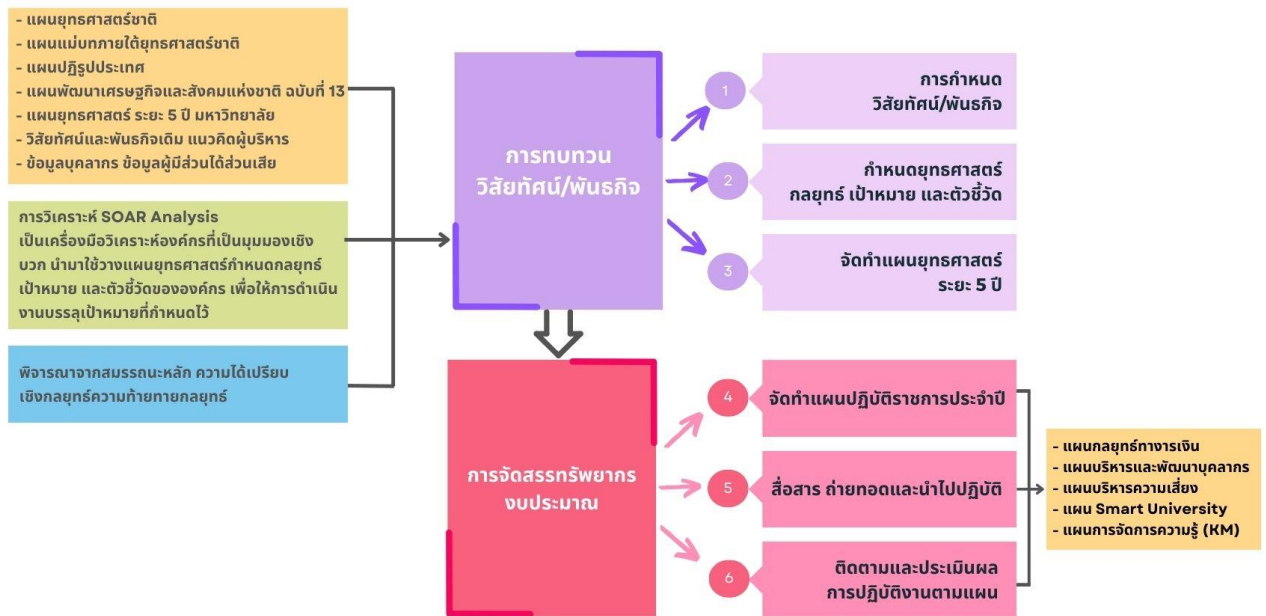 - แผนยุทธศาสตร์ชาติ
- แผนแม่บทภายใต้ยุทธศาสตร์ชาติ
- แผนปฏิรูปประเทศ
- แผนพัฒนาเศรษฐกิจและสังคมแห่งชาติ ฉบับที่ 13
- แผนยุทธศาสตร์ ระยะ 5 ปี มหาวิทยาลัย
- วิสัยทัศน์และพันธกิจเดิม แนวคิดผู้บริหาร
- ข้อมูลบุคลากร ข้อมูลผู้มีส่วนได้ส่วนเสีย
การวิเคราะห์ SOAR Analysis
เป็นเครื่องมือวิเคราะห์องค์กรที่เป็นมุมมองเชิง
บวก นำมาใช้วางแผนยุทธศาสตร์กำหนดกลยุทธ์
เป้าหมาย และตัวชี้วัดขององค์กร เพื่อให้การดำเนิน
งานบรรลุเป้าหมายที่กำหนดไว้
พิจารณาจากสมรรถนะหลัก ความได้เปรียบ
เชิงกลยุทธ์ความท้ายทายกลยุทธ์
การทบทวน
วิสัยทัศน์/พันธกิจ
1
การกำหนด
วิสัยทัศน์/พันธกิจ
2
กำหนดยุทธศาสตร์
กลยุทธ์ เป้าหมาย และตัวชี้วัด
3
จัดทำแผนยุทธศาสตร์
ระยะ 5 ปี
การจัดสรรทรัพยากร
งบประมาณ
4
จัดทำแผนปฏิบัติราชการประจำปี
5
สื่อสาร ถ่ายทอดและนำไปปฏิบัติ
6
ติดตามและประเมินผล
การปฏิบัติงานตามแผน
- แผนกลยุทธ์ทางารเงิน
- แผนบริหารและพัฒนาบุคลากร
- แผนบริหารความเสี่ยง
- แผน Smart University
- แผนการจัดการความรู้ (KM)